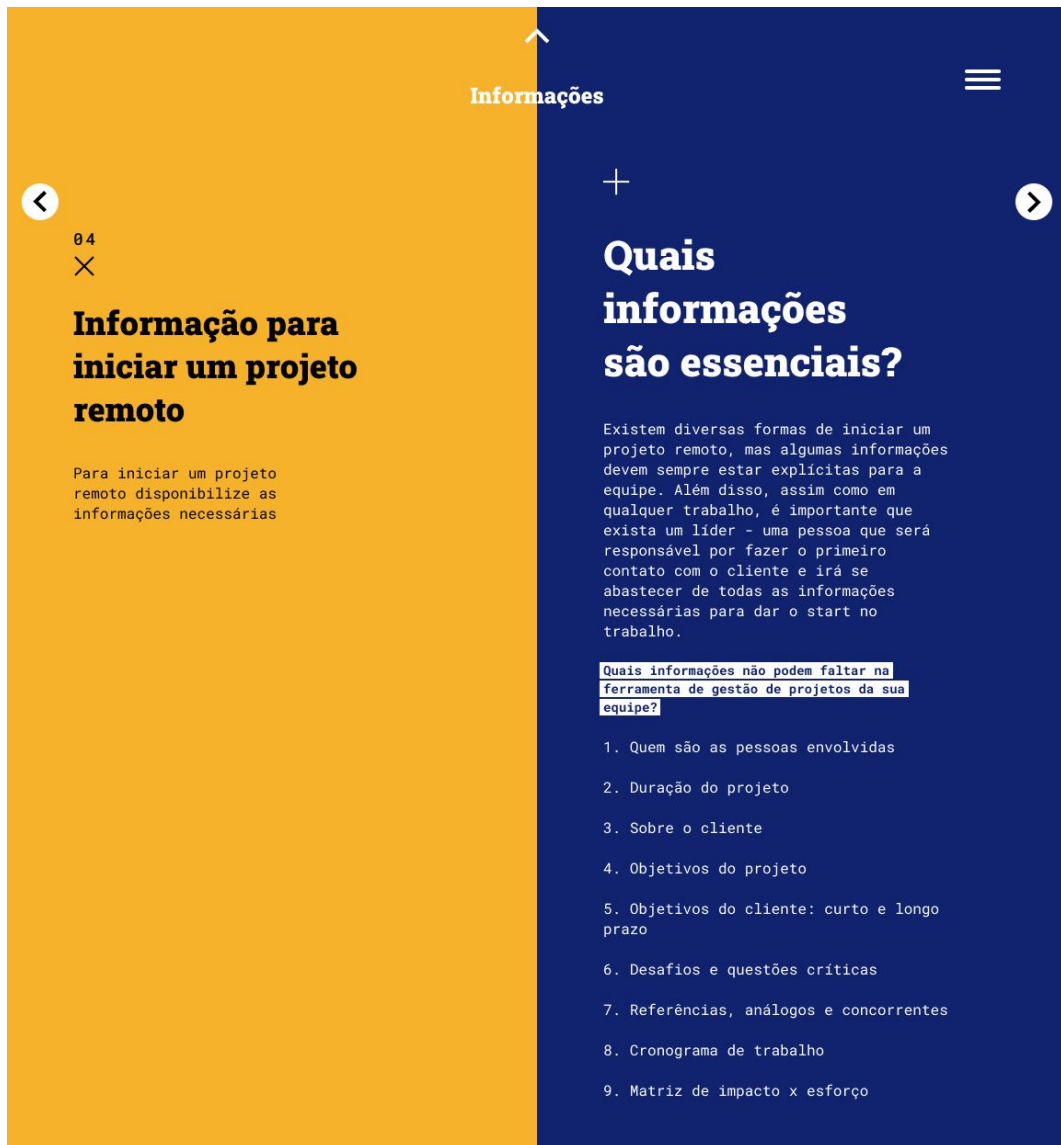 Informações
04
Informação para
iniciar um projeto
remoto
Para iniciar um projeto
remoto disponibilize as
informações necessárias
Quais
informações
são essenciais?
Existem diversas formas de iniciar um
projeto remoto, mas algumas informações
devem sempre estar explícitas para a
equipe. Além disso, assim como em
qualquer trabalho, é importante que
exista um líder - uma pessoa que será
responsável por fazer o primeiro
contato com o cliente e irá se
abastecer de todas as informações
necessárias para dar o start no
trabalho.
Quais informações não podem faltar na
ferramenta de gestão de projetos da sua
equipe?
1. Quem são as pessoas envolvidas
2. Duração do projeto
3. Sobre o cliente
4. Objetivos do projeto
5. Objetivos do cliente: curto e longo
prazo
6. Desafios e questões críticas
7. Referências, análogos e concorrentes
8. Cronograma de trabalho
9. Matriz de impacto x esforço